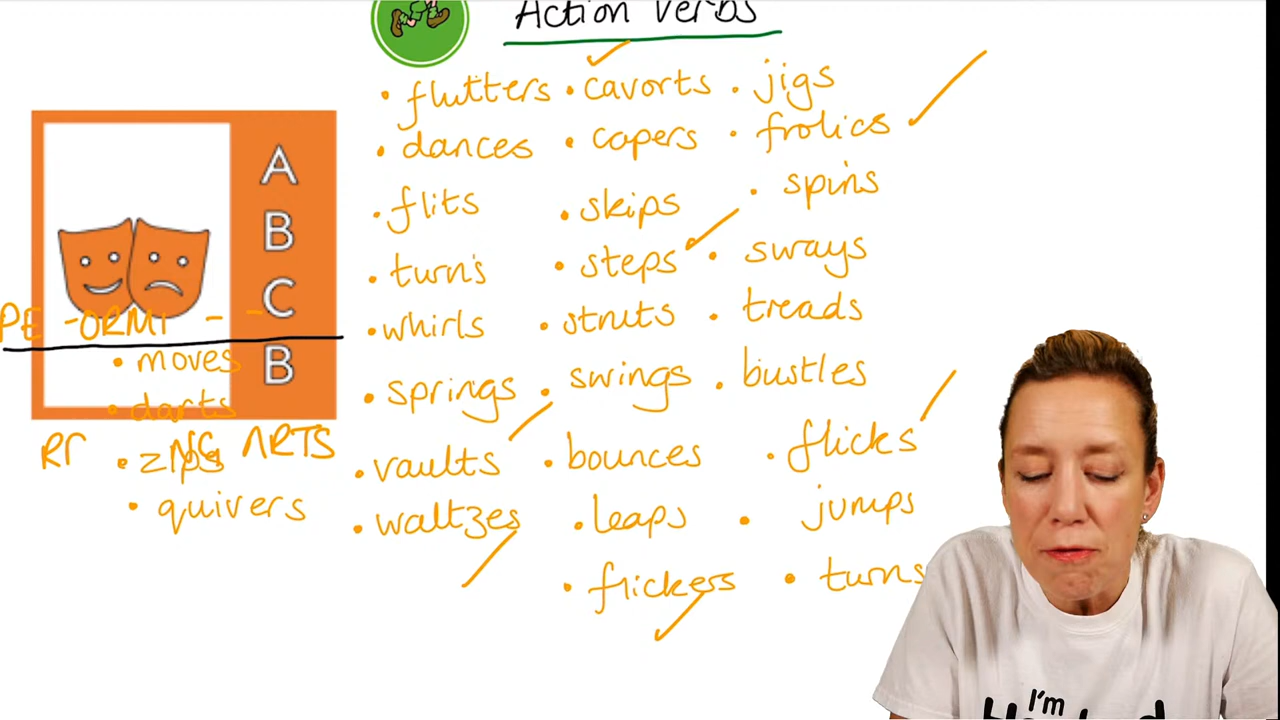 Action Verbs
• flutters • cavorts • jigs
• dances • capers • frolics
• flits • skips • spins
• turns • steps • sways
• whirls • struts • treads
• springs • swings • bustles
• vaults • bounces • flicks
• waltzes • leaps • jumps
• flickers • turns
A
B
C
B
• moves
• darts
• zips
• quivers
ARTS
I'm